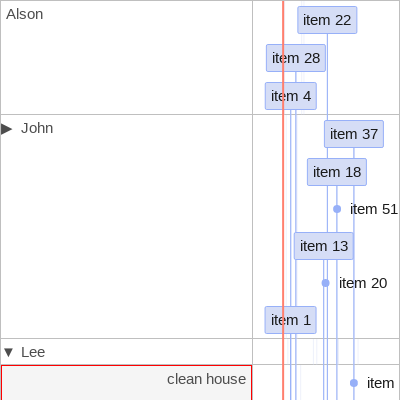 Alson
item 22
item 28
item 4
▶ John
item 37
item 18
item 51
item 13
item 20
item 1
▼ Lee
clean house
item